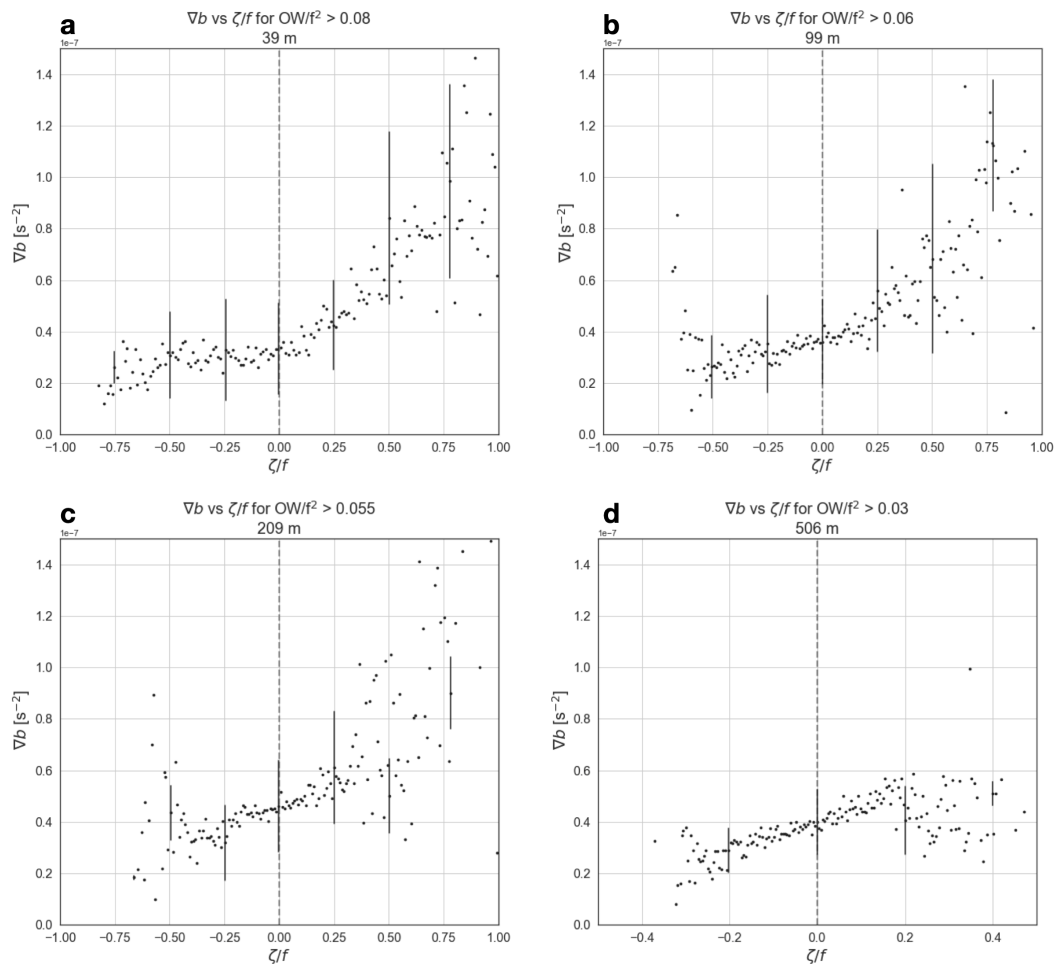 a
∇b vs ζ/f for OW/f² > 0.08
39 m
1e-7
1.4
1.2
1.0
0.8
0.6
0.4
0.2
0.0
∇b [s⁻²]
−1.00 −0.75 −0.50 −0.25 0.00 0.25 0.50 0.75 1.00
ζ/f
b
∇b vs ζ/f for OW/f² > 0.06
99 m
1e-7
1.4
1.2
1.0
0.8
0.6
0.4
0.2
0.0
∇b [s⁻²]
−1.00 −0.75 −0.50 −0.25 0.00 0.25 0.50 0.75 1.00
ζ/f
c
∇b vs ζ/f for OW/f² > 0.055
209 m
1e-7
1.4
1.2
1.0
0.8
0.6
0.4
0.2
0.0
∇b [s⁻²]
−1.00 −0.75 −0.50 −0.25 0.00 0.25 0.50 0.75 1.00
ζ/f
d
∇b vs ζ/f for OW/f² > 0.03
506 m
1e-7
1.4
1.2
1.0
0.8
0.6
0.4
0.2
0.0
∇b [s⁻²]
−0.4 −0.2 0.0 0.2 0.4
ζ/f